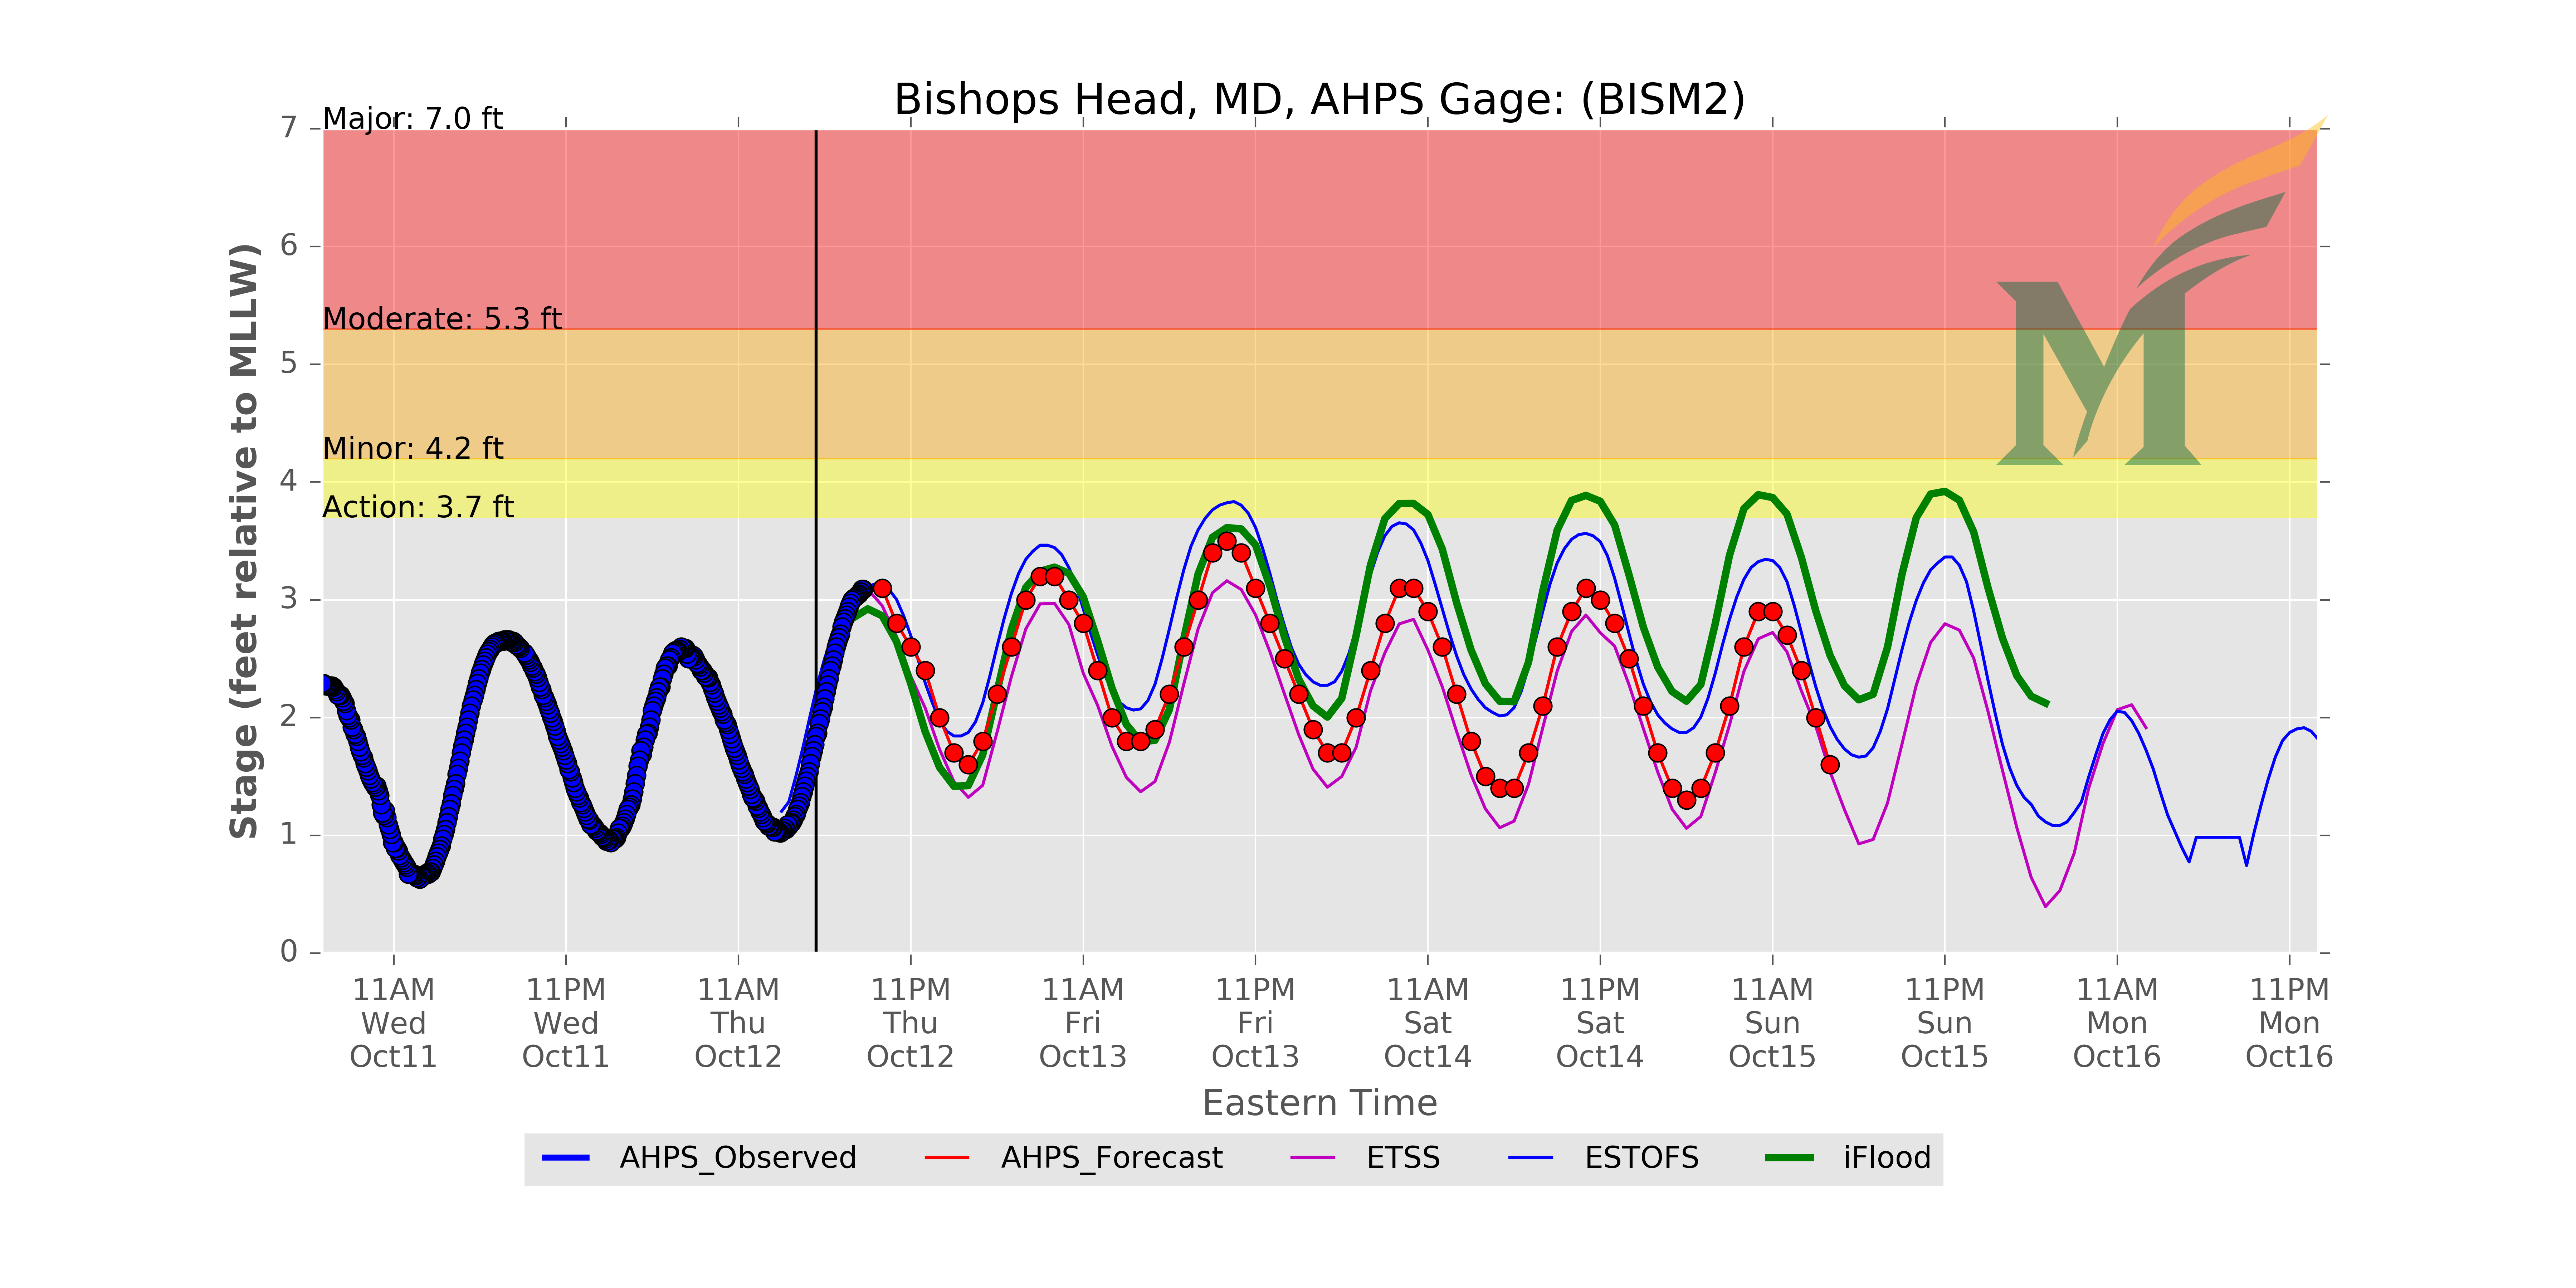 Bishops Head, MD, AHPS Gage: (BISM2)
Major: 7.0 ft
Moderate: 5.3 ft
Minor: 4.2 ft
Action: 3.7 ft
7
6
5
4
3
2
1
0
Stage (feet relative to MLLW)
M
11AM 11PM 11AM 11PM 11AM 11PM 11AM 11PM 11AM 11PM 11AM 11PM
Wed Wed Thu Thu Fri Fri Sat Sat Sun Sun Mon Mon
Oct11 Oct11 Oct12 Oct12 Oct13 Oct13 Oct14 Oct14 Oct15 Oct15 Oct16 Oct16
Eastern Time
AHPS_Observed AHPS_Forecast ETSS ESTOFS iFlood